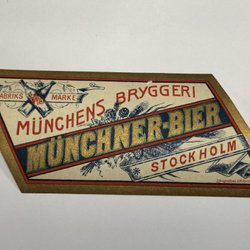 FABRIKS MÄRKE
MÜNCHENS BRYGGERI
MÜNCHNER-BIER
STOCKHOLM